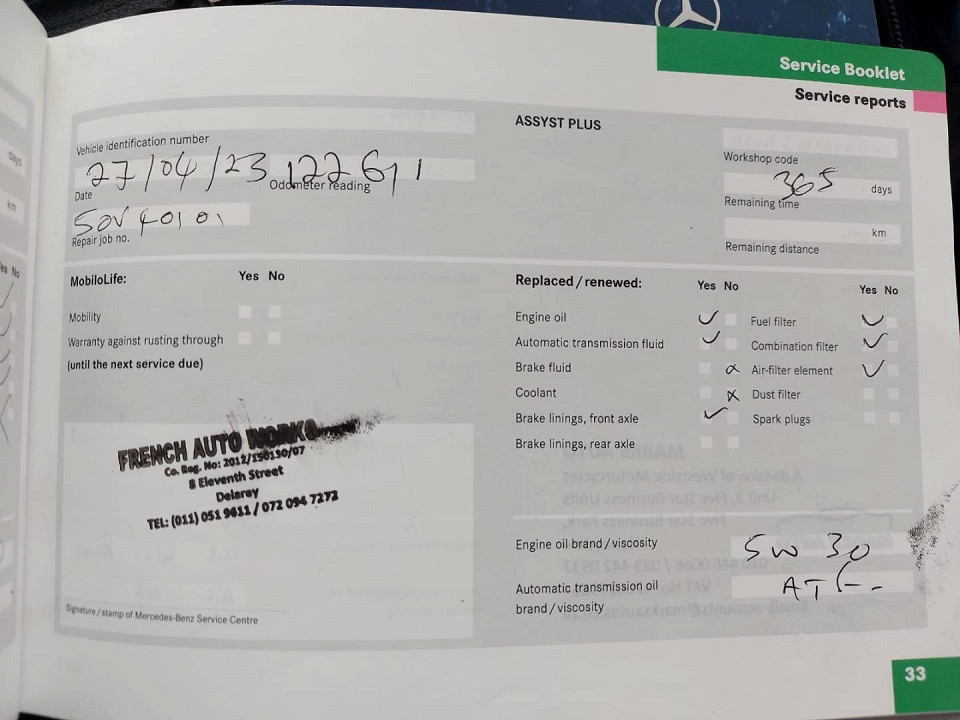 Service Booklet
Service reports
Vehicle identification number
27/04/23
Date
122611
Odometer reading
Repair job no.
ASSYST PLUS
Workshop code
365 days
Remaining time
km
Remaining distance
MobiloLife: Yes No
Mobility
Warranty against rusting through
(until the next service due)
FRENCH AUTO WORKS
Co. Reg. No: 2012/158130/07
8 Eleventh Street
Delarey
TEL: (011) 051 9611 / 072 094 7272
Signature/stamp of Mercedes-Benz Service Centre
Replaced/renewed: Yes No Yes No
Engine oil
Automatic transmission fluid
Brake fluid
Coolant
Brake linings, front axle
Brake linings, rear axle
Fuel filter
Combination filter
Air-filter element
Dust filter
Spark plugs
Engine oil brand/viscosity
5W 30
Automatic transmission oil
brand/viscosity
33